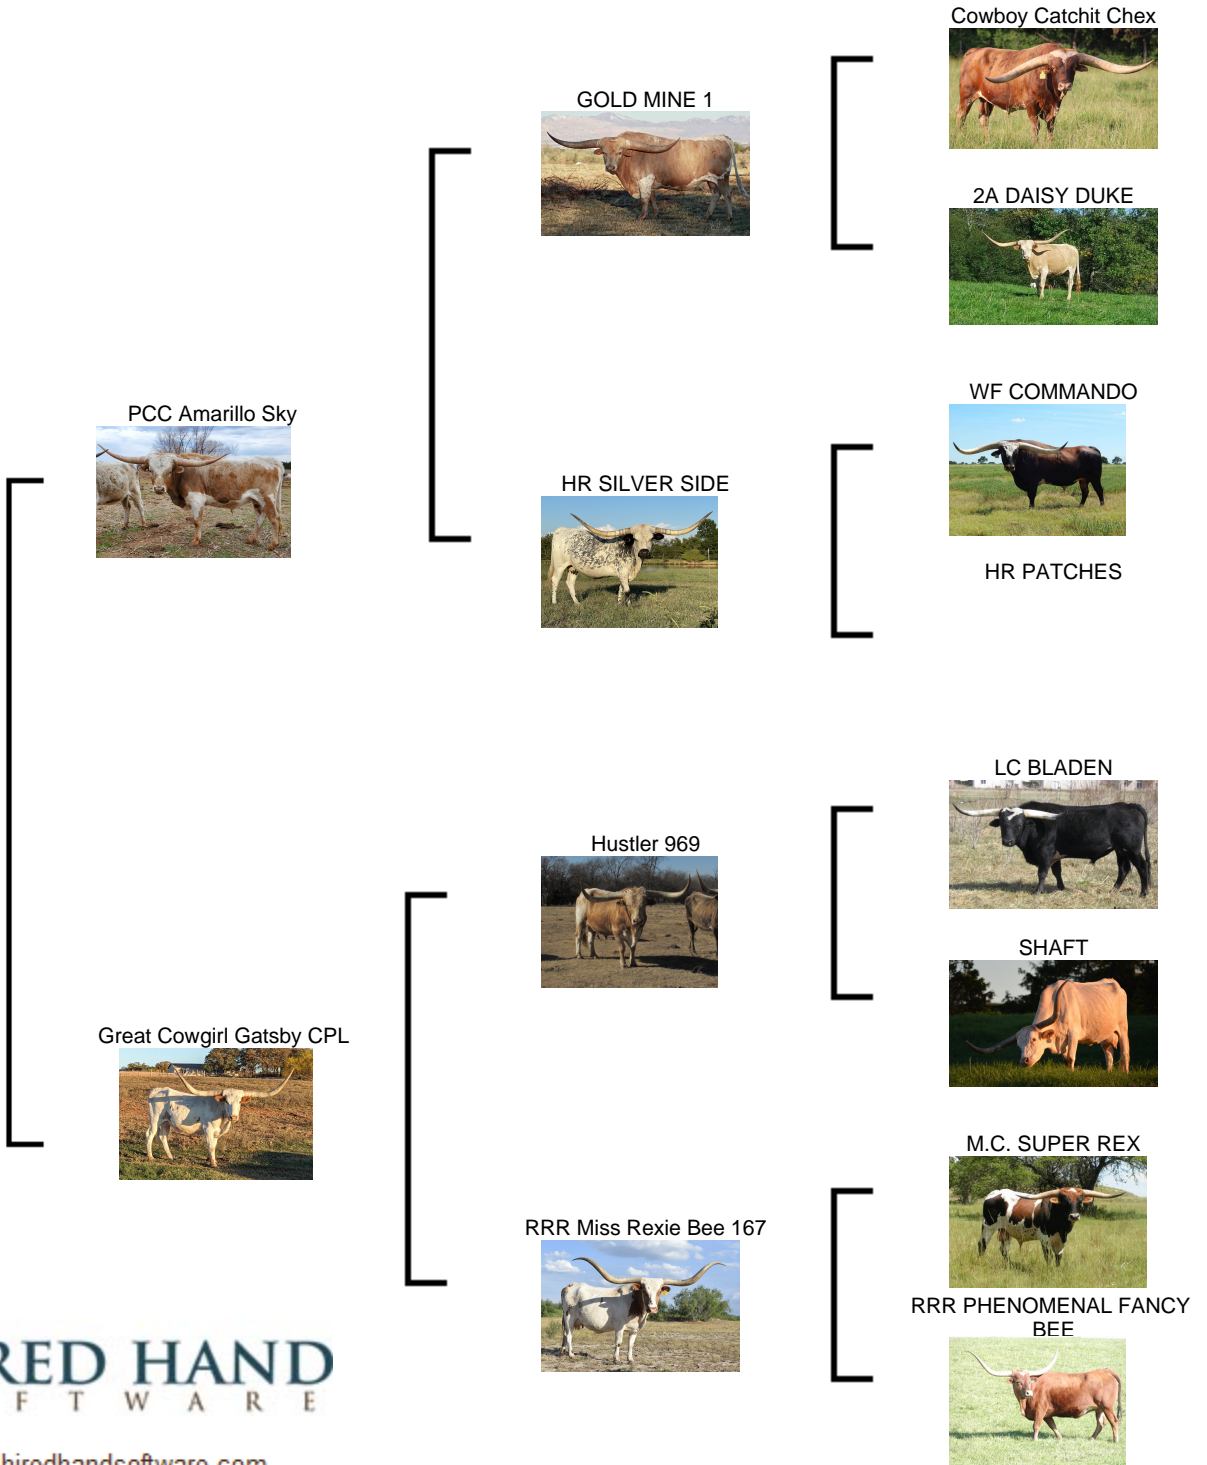 Cowboy Catchit Chex
GOLD MINE 1
2A DAISY DUKE
PCC Amarillo Sky
WF COMMANDO
HR SILVER SIDE
HR PATCHES
LC BLADEN
Hustler 969
SHAFT
Great Cowgirl Gatsby CPL
M.C. SUPER REX
RRR Miss Rexie Bee 167
RRR PHENOMENAL FANCY
BEE
RED HAND
F T W A R E
hiredhandsoftware.com